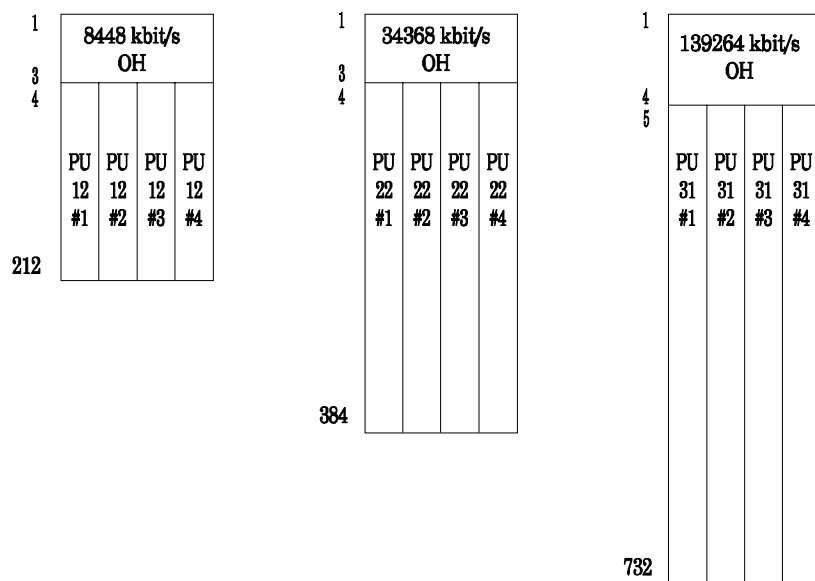 1
8448 kbit/s
OH
3
4
PU PU PU PU
12 12 12 12
#1 #2 #3 #4
212
1
34368 kbit/s
OH
3
4
PU PU PU PU
22 22 22 22
#1 #2 #3 #4
384
1
139264 kbit/s
OH
4
5
PU PU PU PU
31 31 31 31
#1 #2 #3 #4
732